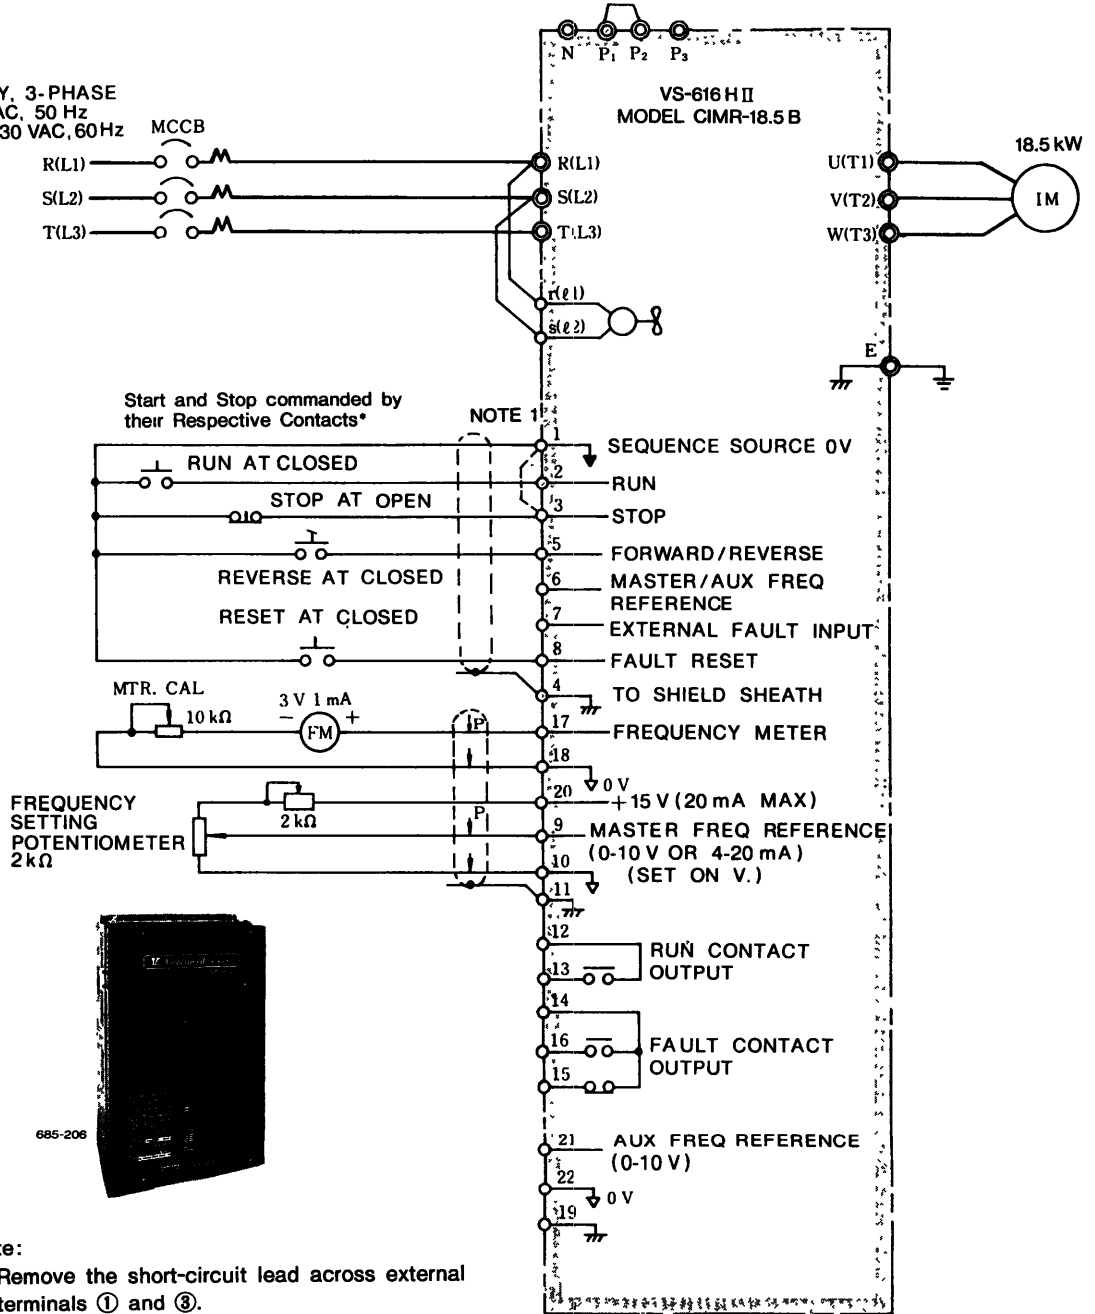 N P₁ P₂ P₃
Y, 3-PHASE
AC, 50 Hz
30 VAC, 60Hz
MCCB
VS-616 H II
MODEL CIMR-18.5 B
18.5 kW
R(L1) R(L1) U(T1)
S(L2) S(L2) V(T2) IM
T(L3) T(L3) W(T3)
r(ℓ1)
s(ℓ2)
E
Start and Stop commanded by
their Respective Contacts*
NOTE 1
1 SEQUENCE SOURCE 0V
RUN AT CLOSED
2 RUN
STOP AT OPEN
3 STOP
5 FORWARD/REVERSE
REVERSE AT CLOSED
6 MASTER/AUX FREQ
REFERENCE
7 EXTERNAL FAULT INPUT
RESET AT CLOSED
8 FAULT RESET
4 TO SHIELD SHEATH
MTR. CAL
10 kΩ
3 V 1 mA
− FM +
P
17 FREQUENCY METER
18
0 V
20 +15 V (20 mA MAX)
2 kΩ
FREQUENCY
SETTING
POTENTIOMETER
2 kΩ
P
9 MASTER FREQ REFERENCE
(0-10 V OR 4-20 mA)
(SET ON V.)
10
11
12 RUN CONTACT
OUTPUT
13
14
16 FAULT CONTACT
OUTPUT
15
685-206
21 AUX FREQ REFERENCE
(0-10 V)
22
0 V
19
te:
Remove the short-circuit lead across external
terminals ① and ③.